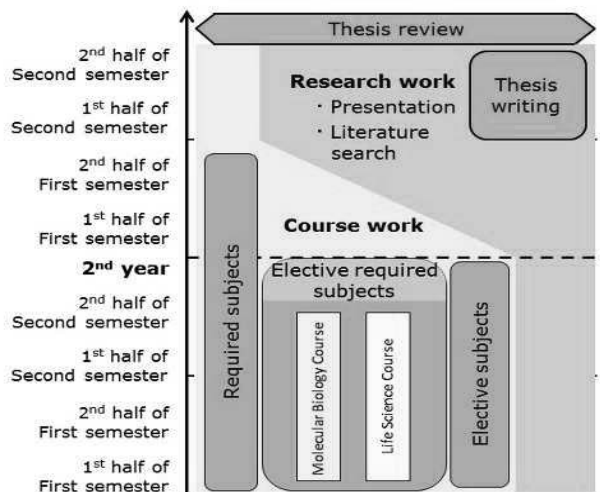 Thesis review
2nd half of
Second semester
1st half of
Second semester
2nd half of
First semester
1st half of
First semester
2nd year
2nd half of
Second semester
1st half of
Second semester
2nd half of
First semester
1st half of
First semester
Research work
· Presentation
· Literature
search
Thesis
writing
Course work
Required subjects
Elective required
subjects
Molecular Biology Course
Life Science Course
Elective subjects